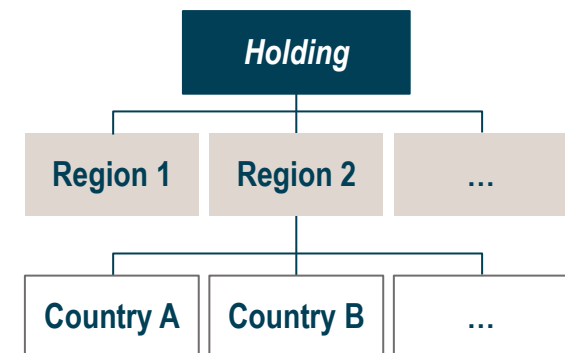 Holding
Region 1
Region 2
...
Country A
Country B
...